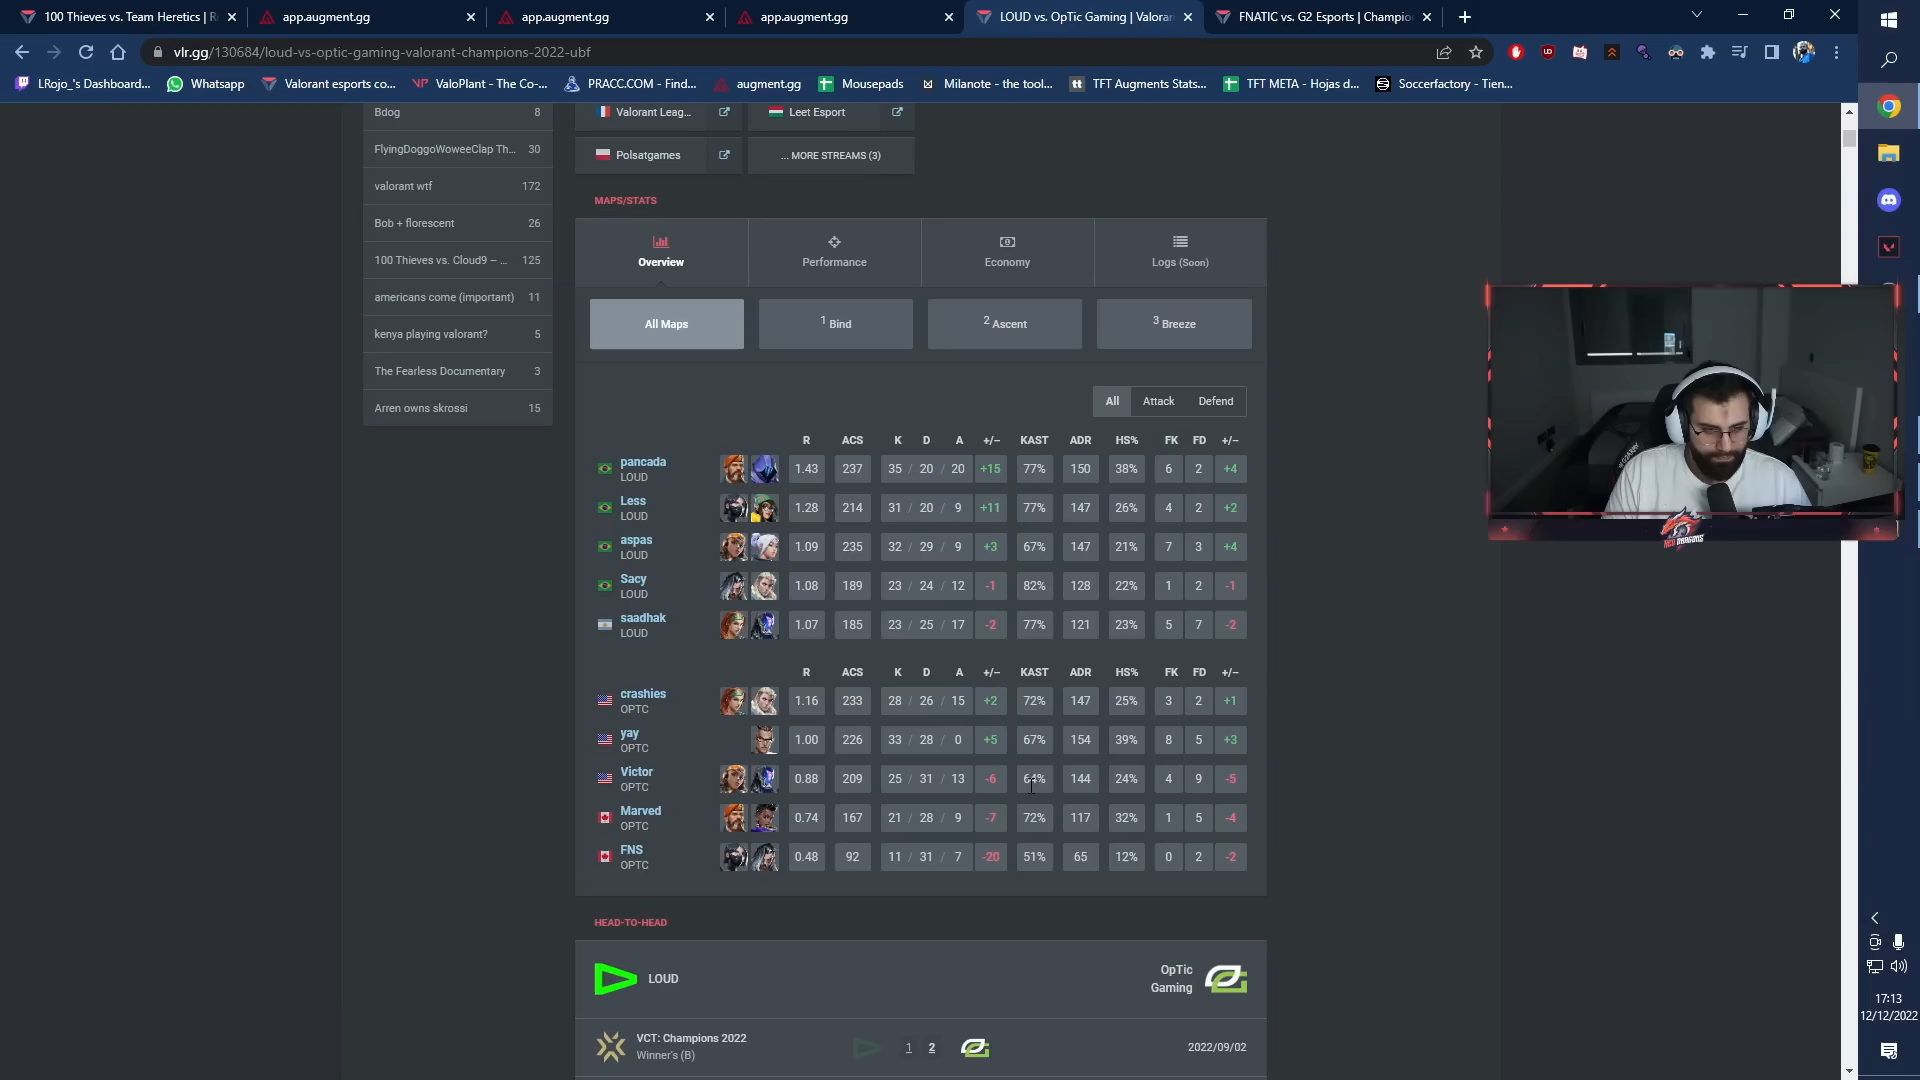 100 Thieves vs. Team Heretics | R
app.augment.gg
app.augment.gg
app.augment.gg
LOUD vs. OpTic Gaming | Valoran
FNATIC vs. G2 Esports | Champio
vlr.gg/130684/loud-vs-optic-gaming-valorant-champions-2022-ubf
LRojo_'s Dashboard...
Whatsapp
Valorant esports co...
ValoPlant - The Co-...
PRACC.COM - Find...
augment.gg
Mousepads
Milanote - the tool...
TFT Augments Stats...
TFT META - Hojas d...
Soccerfactory - Tien...
Bdog 8
FlyingDoggoWoweeClap Th... 30
valorant wtf 172
Bob + florescent 26
100 Thieves vs. Cloud9 – ... 125
americans come (important) 11
kenya playing valorant? 5
The Fearless Documentary 3
Arren owns skrossi 15
Valorant Leag...
Leet Esport
Polsatgames
... MORE STREAMS (3)
MAPS/STATS
Overview
Performance
Economy
Logs (Soon)
All Maps
1 Bind
2 Ascent
3 Breeze
All Attack Defend
R ACS K D A +/– KAST ADR HS% FK FD +/–
pancada 1.43 237 35 / 20 / 20 +15 77% 150 38% 6 2 +4
LOUD
Less 1.28 214 31 / 20 / 9 +11 77% 147 26% 4 2 +2
LOUD
aspas 1.09 235 32 / 29 / 9 +3 67% 147 21% 7 3 +4
LOUD
Sacy 1.08 189 23 / 24 / 12 -1 82% 128 22% 1 2 -1
LOUD
saadhak 1.07 185 23 / 25 / 17 -2 77% 121 23% 5 7 -2
LOUD
R ACS K D A +/– KAST ADR HS% FK FD +/–
crashies 1.16 233 28 / 26 / 15 +2 72% 147 25% 3 2 +1
OPTC
yay 1.00 226 33 / 28 / 0 +5 67% 154 39% 8 5 +3
OPTC
Victor 0.88 209 25 / 31 / 13 -6 144 24% 4 9 -5
OPTC
Marved 0.74 167 21 / 28 / 9 -7 72% 117 32% 1 5 -4
OPTC
FNS 0.48 92 11 / 31 / 7 -20 51% 65 12% 0 2 -2
OPTC
HEAD-TO-HEAD
LOUD
OpTic
Gaming
VCT: Champions 2022
Winner's (B)
1 2
2022/09/02
RED DRAGONS
17:13
12/12/2022